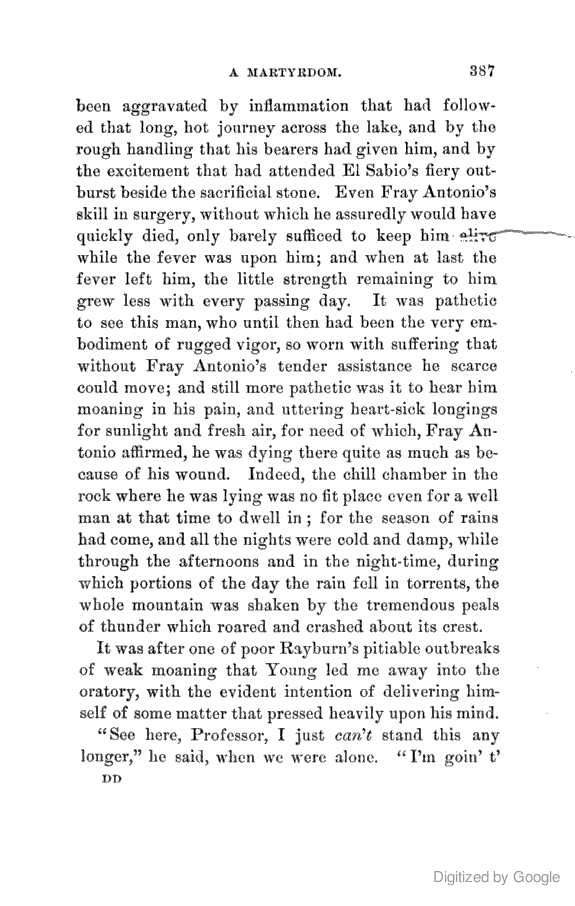 A MARTYRDOM. 387
been aggravated by inflammation that had follow-
ed that long, hot journey across the lake, and by the
rough handling that his bearers had given him, and by
the excitement that had attended El Sabio's fiery out-
burst beside the sacrificial stone. Even Fray Antonio's
skill in surgery, without which he assuredly would have
quickly died, only barely sufficed to keep him alive
while the fever was upon him; and when at last the
fever left him, the little strength remaining to him
grew less with every passing day. It was pathetic
to see this man, who until then had been the very em-
bodiment of rugged vigor, so worn with suffering that
without Fray Antonio's tender assistance he scarce
could move; and still more pathetic was it to hear him
moaning in his pain, and uttering heart-sick longings
for sunlight and fresh air, for need of which, Fray An-
tonio affirmed, he was dying there quite as much as be-
cause of his wound. Indeed, the chill chamber in the
rock where he was lying was no fit place even for a well
man at that time to dwell in; for the season of rains
had come, and all the nights were cold and damp, while
through the afternoons and in the night-time, during
which portions of the day the rain fell in torrents, the
whole mountain was shaken by the tremendous peals
of thunder which roared and crashed about its crest.
It was after one of poor Rayburn's pitiable outbreaks
of weak moaning that Young led me away into the
oratory, with the evident intention of delivering him-
self of some matter that pressed heavily upon his mind.
"See here, Professor, I just can't stand this any
longer," he said, when we were alone. "I'm goin' t'
DD
Digitized by Google